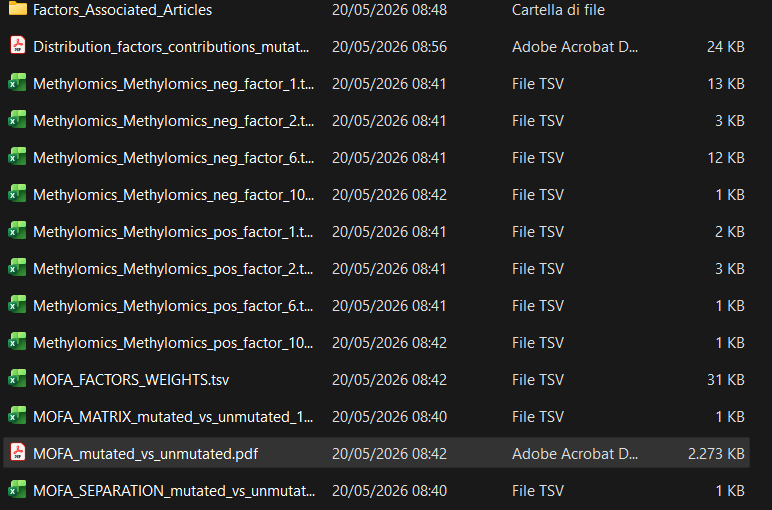 Factors_Associated_Articles 20/05/2026 08:48 Cartella di file
Distribution_factors_contributions_mutat... 20/05/2026 08:56 Adobe Acrobat D... 24 KB
Methylomics_Methylomics_neg_factor_1.t... 20/05/2026 08:41 File TSV 13 KB
Methylomics_Methylomics_neg_factor_2.t... 20/05/2026 08:41 File TSV 3 KB
Methylomics_Methylomics_neg_factor_6.t... 20/05/2026 08:41 File TSV 12 KB
Methylomics_Methylomics_neg_factor_10... 20/05/2026 08:42 File TSV 1 KB
Methylomics_Methylomics_pos_factor_1.t... 20/05/2026 08:41 File TSV 2 KB
Methylomics_Methylomics_pos_factor_2.t... 20/05/2026 08:41 File TSV 3 KB
Methylomics_Methylomics_pos_factor_6.t... 20/05/2026 08:41 File TSV 1 KB
Methylomics_Methylomics_pos_factor_10... 20/05/2026 08:42 File TSV 1 KB
MOFA_FACTORS_WEIGHTS.tsv 20/05/2026 08:42 File TSV 31 KB
MOFA_MATRIX_mutated_vs_unmutated_1... 20/05/2026 08:40 File TSV 1 KB
MOFA_mutated_vs_unmutated.pdf 20/05/2026 08:42 Adobe Acrobat D... 2.273 KB
MOFA_SEPARATION_mutated_vs_unmutat... 20/05/2026 08:40 File TSV 1 KB